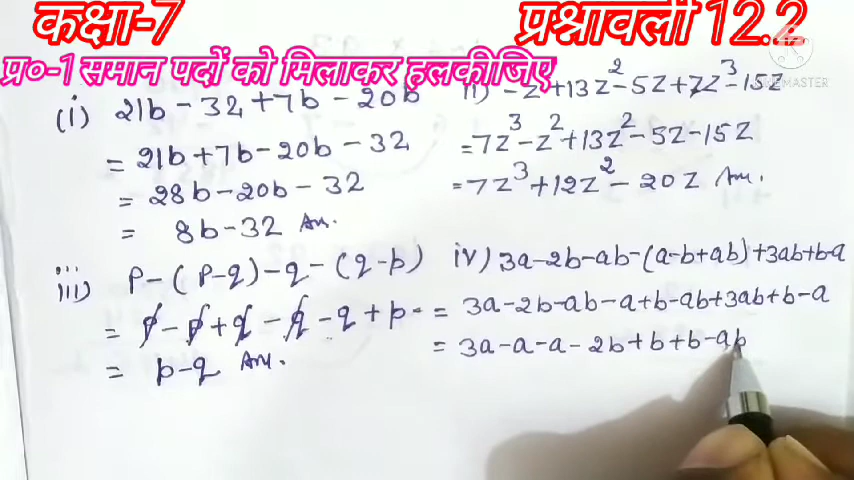 कक्षा-7 प्रश्नावली 12.2
प्र०-1 समान पदों को मिलाकर हलकीजिए
(i) 21b - 32 + 7b - 20b
= 21b + 7b - 20b - 32
= 28b - 20b - 32
= 8b - 32 Ans.
ii) - z² + 13z² - 5z + 7z³ - 15z
= 7z³ - z² + 13z² - 5z - 15z
= 7z³ + 12z² - 20z Ans.
iii) p - (p - q) - q - (q - p)
= p - p + q - q - q + p
= p - q Ans.
iv) 3a - 2b - ab - (a - b + ab) + 3ab + b - a
= 3a - 2b - ab - a + b - ab + 3ab + b - a
= 3a - a - a - 2b + b + b - ab